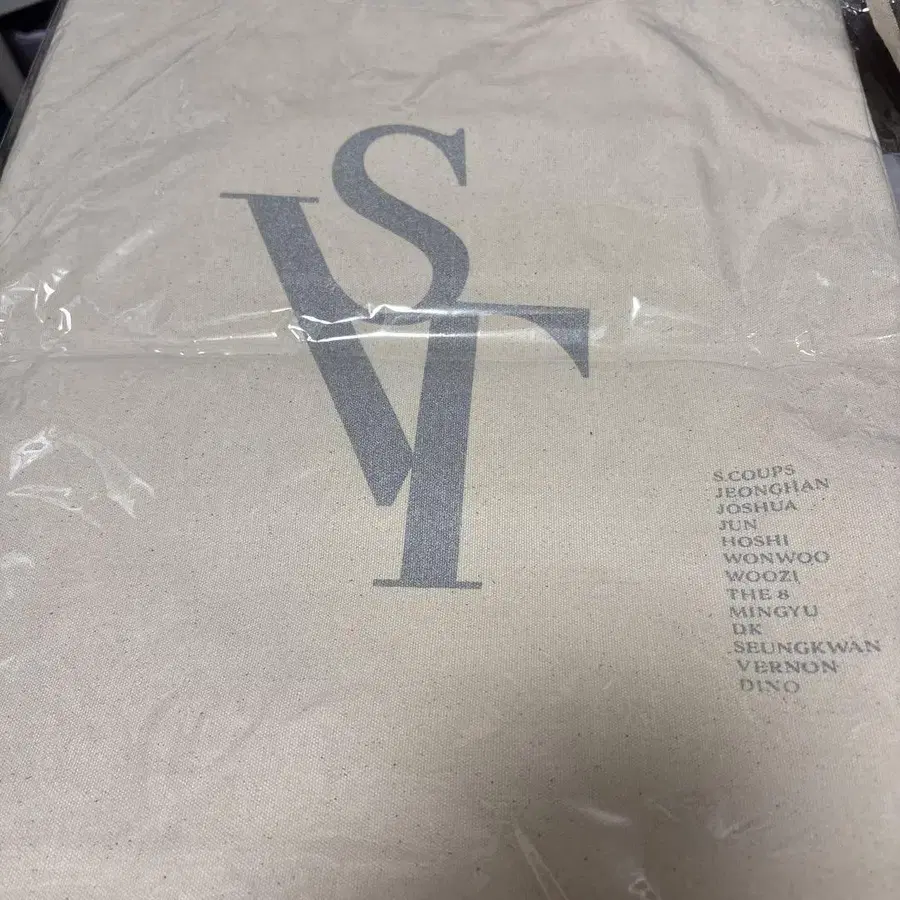 SVT
S.COUPS
JEONGHAN
JOSHUA
JUN
HOSHI
WONWOO
WOOZI
THE 8
MINGYU
DK
SEUNGKWAN
VERNON
DINO